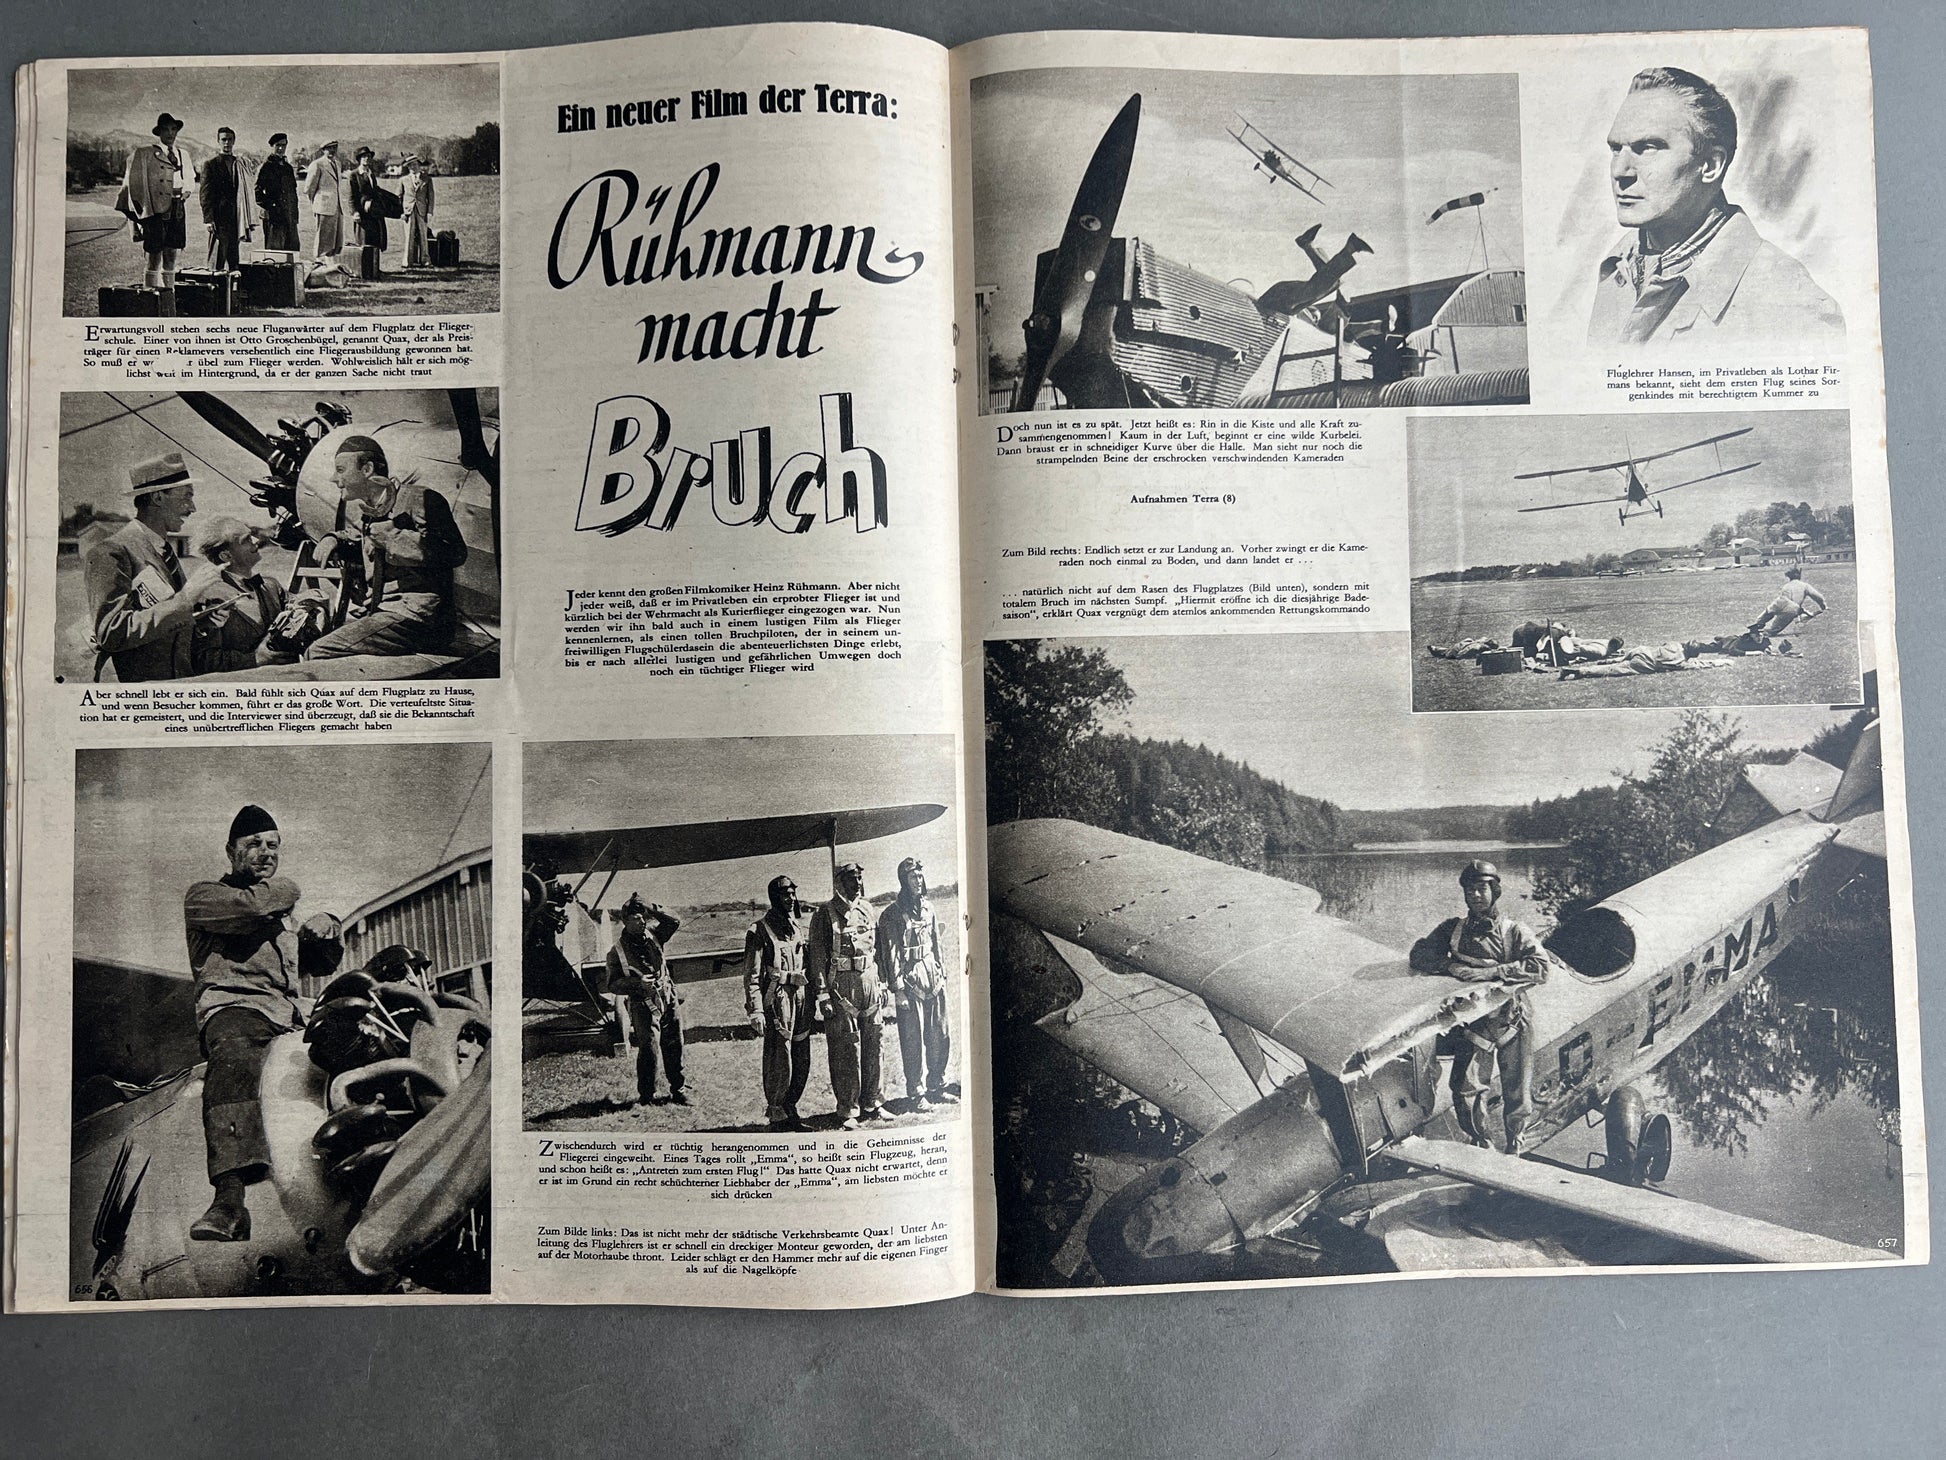 Erwartungsvoll stehen sechs neue Fluganwärter auf dem Flugplatz der Flieger-
schule. Einer von ihnen ist Otto Groschenbügel, genannt Quax, der als Preis-
träger für einen Reklamevers versehentlich eine Fliegerausbildung gewonnen hat.
So muß er übel zum Flieger werden. Wohlweislich hält er sich mög-
lichst weit im Hintergrund, da er der ganzen Sache nicht traut
Aber schnell lebt er sich ein. Bald fühlt sich Quax auf dem Flugplatz zu Hause,
und wenn Besucher kommen, führt er das große Wort. Die verteufeltste Situa-
tion hat er gemeistert, und die Interviewer sind überzeugt, daß sie die Bekanntschaft
eines unübertrefflichen Fliegers gemacht haben
656
Ein neuer Film der Terra:
Rühmann
macht
Bruch
Jeder kennt den großen Filmkomiker Heinz Rühmann. Aber nicht
jeder weiß, daß er im Privatleben ein erprobter Flieger ist und
kürzlich bei der Wehrmacht als Kurierflieger eingezogen war. Nun
werden wir ihn bald auch in einem lustigen Film als Flieger
kennenlernen, als einen tollen Bruchpiloten, der in seinem un-
freiwilligen Flugschülerdasein die abenteuerlichsten Dinge erlebt,
bis er nach allerlei lustigen und gefährlichen Umwegen doch
noch ein tüchtiger Flieger wird
Zwischendurch wird er tüchtig herangenommen und in die Geheimnisse der
Fliegerei eingeweiht. Eines Tages rollt „Emma“, so heißt sein Flugzeug, heran,
und schon heißt es: „Antreten zum ersten Flug!“ Das hatte Quax nicht erwartet, denn
er ist im Grund ein recht schüchterner Liebhaber der „Emma“, am liebsten möchte er
sich drücken
Zum Bilde links: Das ist nicht mehr der städtische Verkehrsbeamte Quax! Unter An-
leitung des Fluglehrers ist er schnell ein dreckiger Monteur geworden, der am liebsten
auf der Motorhaube thront. Leider schlägt er den Hammer mehr auf die eigenen Finger
als auf die Nagelköpfe
Fluglehrer Hansen, im Privatleben als Lothar Fir-
mans bekannt, sieht dem ersten Flug seines Sor-
genkindes mit berechtigtem Kummer zu
Doch nun ist es zu spät. Jetzt heißt es: Rin in die Kiste und alle Kraft zu-
sammengenommen! Kaum in der Luft, beginnt er eine wilde Kurbelei.
Dann braust er in schneidiger Kurve über die Halle. Man sieht nur noch die
strampelnden Beine der erschrocken verschwindenden Kameraden
Aufnahmen Terra (8)
Zum Bild rechts: Endlich setzt er zur Landung an. Vorher zwingt er die Kame-
raden noch einmal zu Boden, und dann landet er ...
... natürlich nicht auf dem Rasen des Flugplatzes (Bild unten), sondern mit
totalem Bruch im nächsten Sumpf. „Hiermit eröffne ich die diesjährige Bade-
saison“, erklärt Quax vergnügt dem atemlos ankommenden Rettungskommando
D-EMMA
657